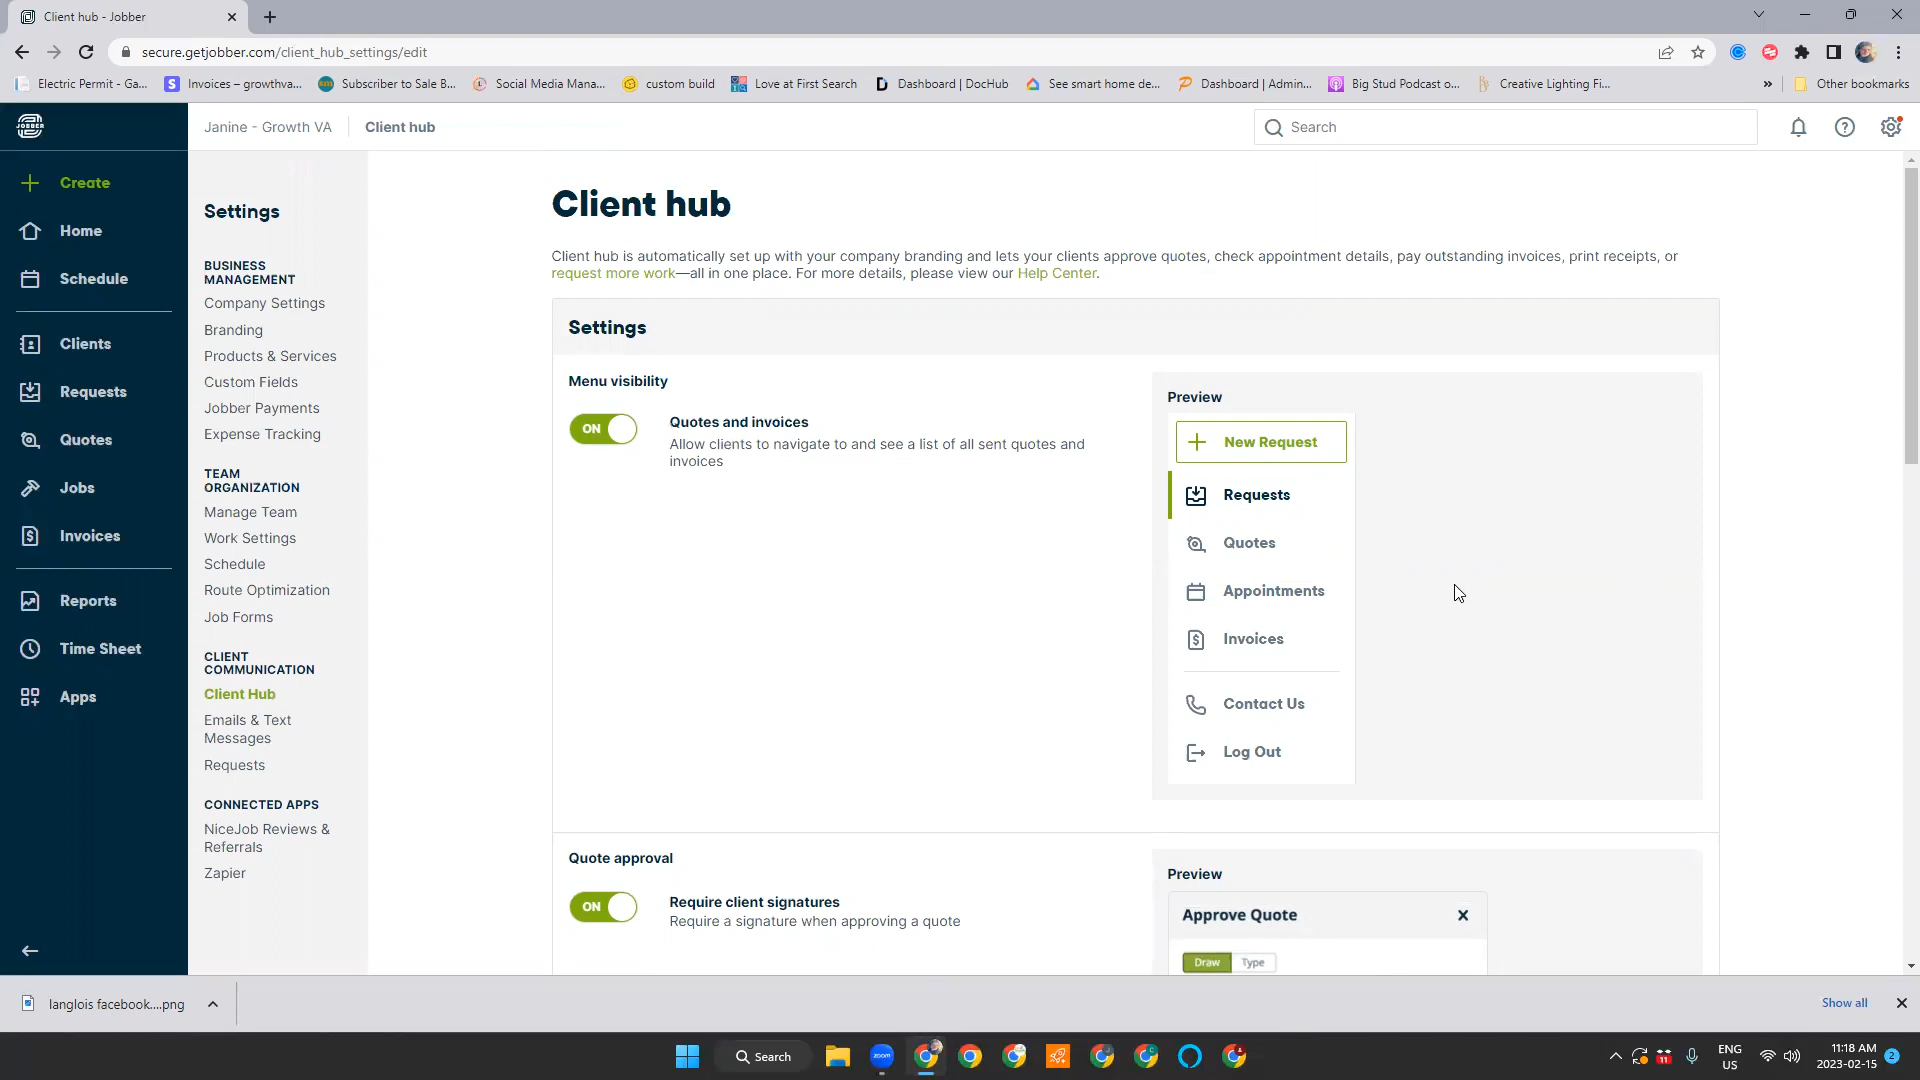 Client hub - Jobber
secure.getjobber.com/client_hub_settings/edit
Electric Permit - Ga...
Invoices – growthva...
Subscriber to Sale B...
Social Media Mana...
custom build
Love at First Search
Dashboard | DocHub
See smart home de...
Dashboard | Admin...
Big Stud Podcast o...
Creative Lighting Fi...
»
Other bookmarks
JOBBER
Janine - Growth VA
Client hub
Search
Create
Home
Schedule
Clients
Requests
Quotes
Jobs
Invoices
Reports
Time Sheet
Apps
Settings
BUSINESS
MANAGEMENT
Company Settings
Branding
Products & Services
Custom Fields
Jobber Payments
Expense Tracking
TEAM
ORGANIZATION
Manage Team
Work Settings
Schedule
Route Optimization
Job Forms
CLIENT
COMMUNICATION
Client Hub
Emails & Text
Messages
Requests
CONNECTED APPS
NiceJob Reviews &
Referrals
Zapier
Client hub
Client hub is automatically set up with your company branding and lets your clients approve quotes, check appointment details, pay outstanding invoices, print receipts, or
request more work—all in one place. For more details, please view our Help Center.
Settings
Menu visibility
ON
Quotes and invoices
Allow clients to navigate to and see a list of all sent quotes and
invoices
Preview
New Request
Requests
Quotes
Appointments
Invoices
Contact Us
Log Out
Quote approval
ON
Require client signatures
Require a signature when approving a quote
Preview
Approve Quote
Draw
Type
langlois facebook....png
Show all
Search
zoom
11
ENG
US
11:18 AM
2023-02-15
2